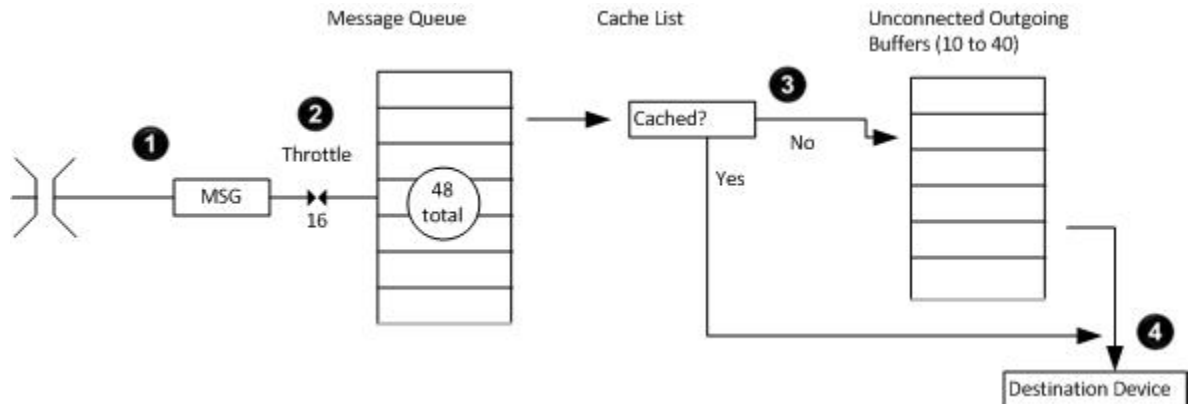 Message Queue
Cache List
Unconnected Outgoing
Buffers (10 to 40)
1
2
3
Throttle
Cached?
No
MSG
16
48
total
Yes
4
Destination Device